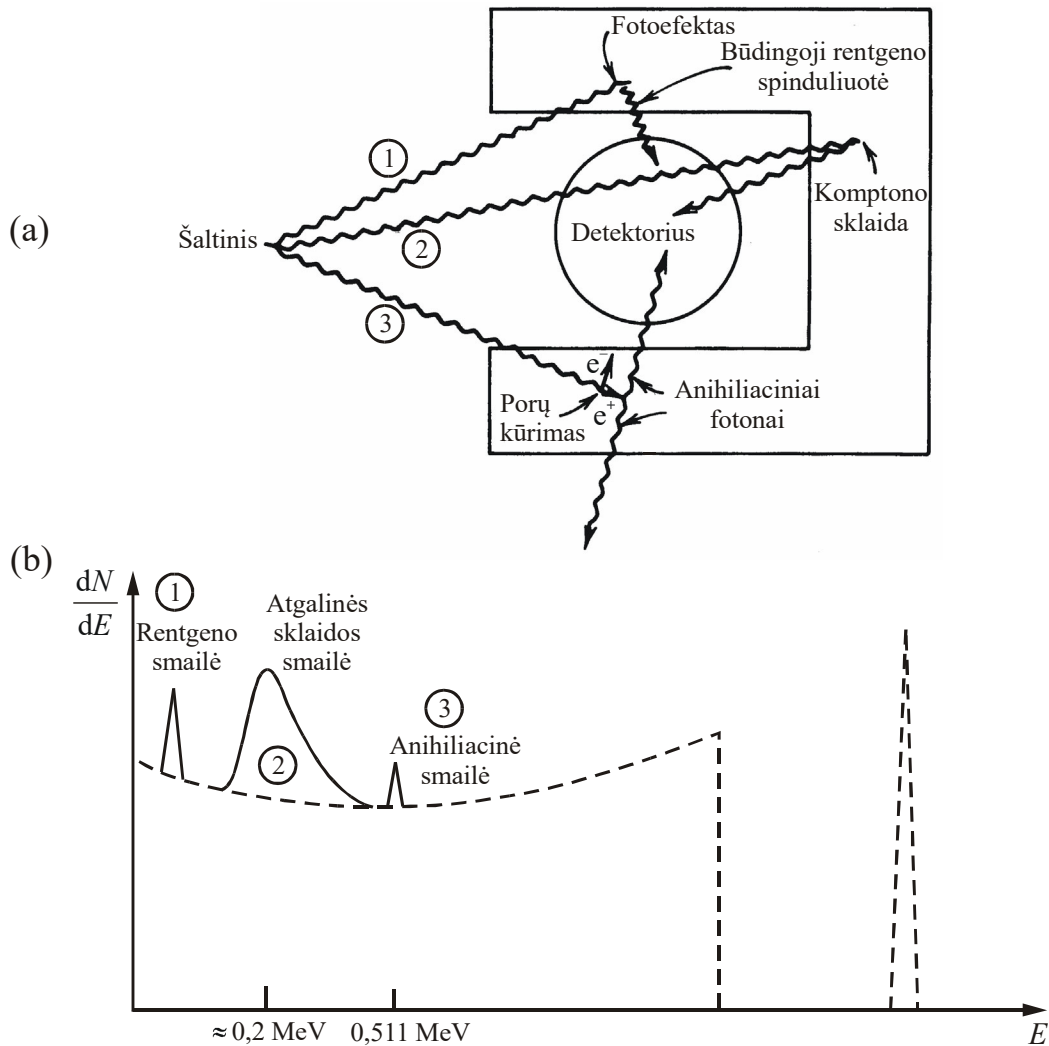 (a)
Fotoefektas
Būdingoji rentgeno
spinduliuotė
1
Komptono
sklaida
Šaltinis
2
Detektorius
3
e⁻
e⁺
Porų
kūrimas
Anihiliaciniai
fotonai
(b)
dN
dE
1
Rentgeno
smailė
Atgalinės
sklaidos
smailė
2
3
Anihiliacinė
smailė
≈ 0,2 MeV
0,511 MeV
E